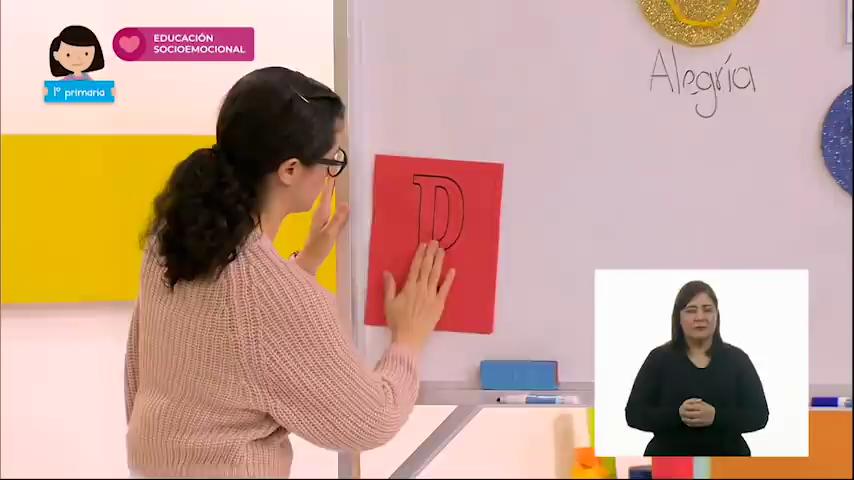 EDUCACIÓN
SOCIOEMOCIONAL
1° primaria
Alegría
D